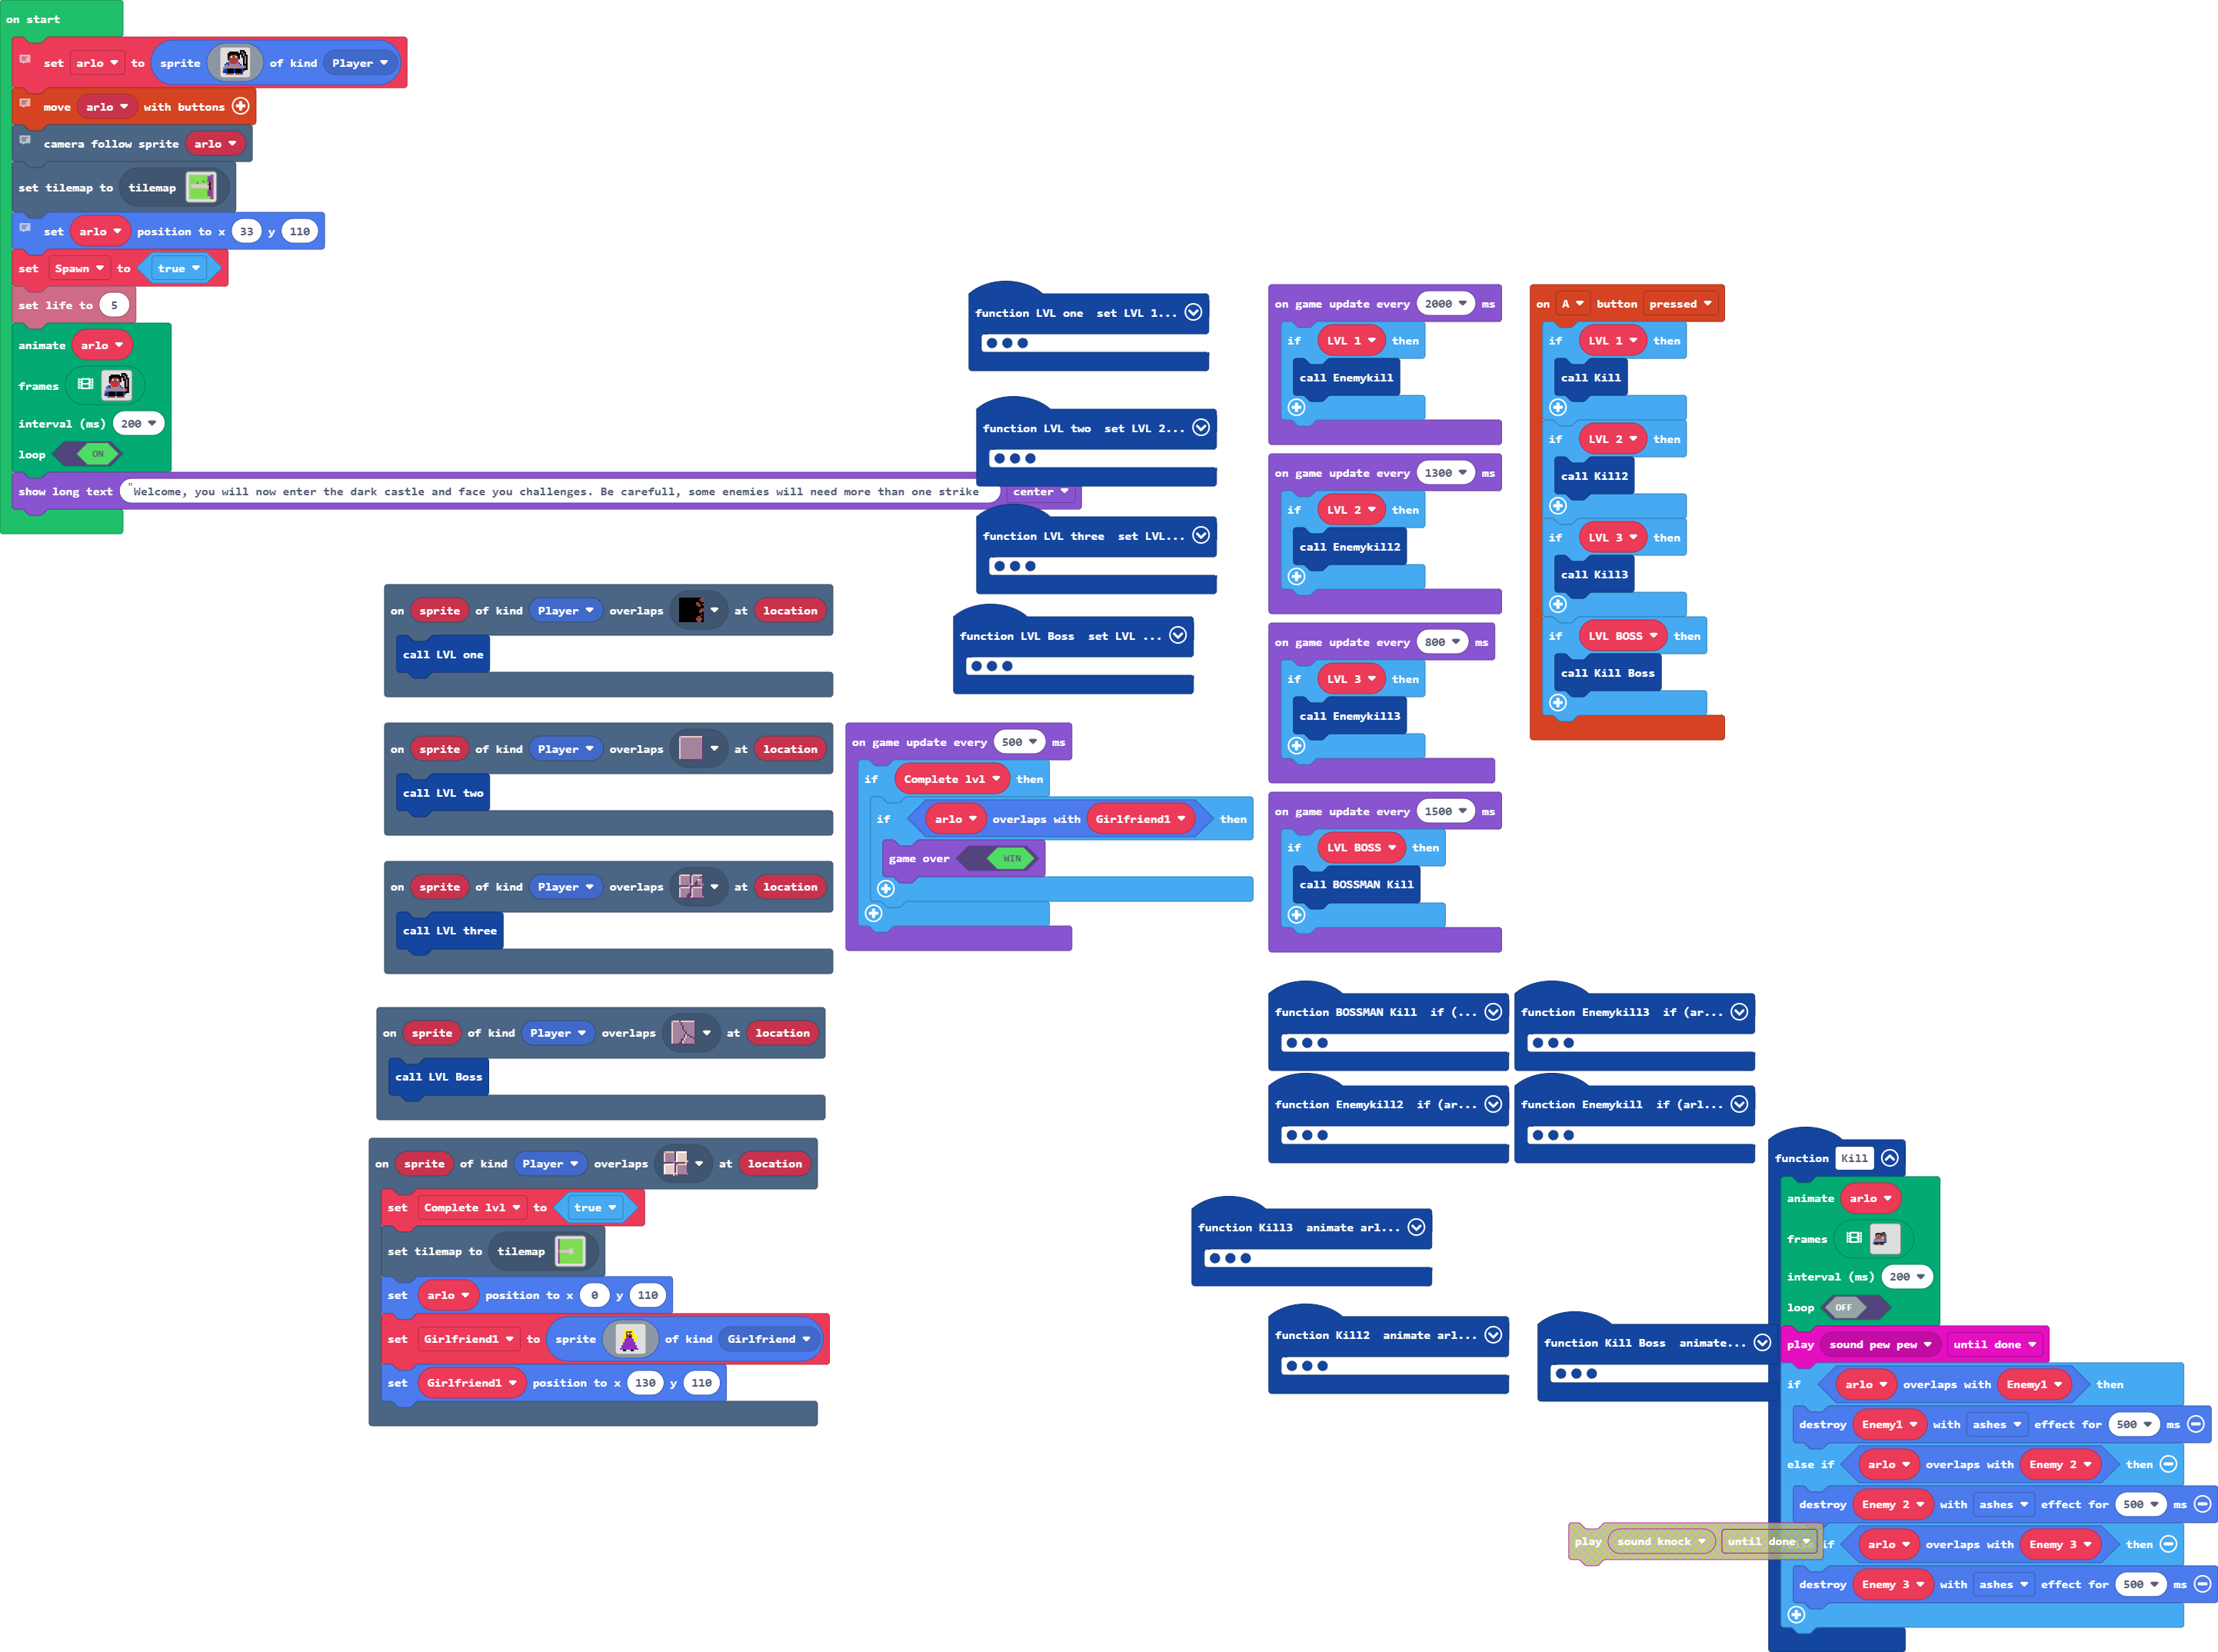 on start
set arlo to sprite of kind Player
move arlo with buttons
camera follow sprite arlo
set tilemap to tilemap
set arlo position to x 33 y 110
set Spawn to true
set life to 5
animate arlo
frames
interval (ms) 200
loop ON
show long text "Welcome, you will now enter the dark castle and face you challenges. Be carefull, some enemies will need more than one strike center
function LVL one set LVL 1...
function LVL two set LVL 2...
function LVL three set LVL...
function LVL Boss set LVL ...
on game update every 2000 ms
if LVL 1 then
call Enemykill
on game update every 1300 ms
if LVL 2 then
call Enemykill2
on game update every 800 ms
if LVL 3 then
call Enemykill3
on game update every 1500 ms
if LVL BOSS then
call BOSSMAN Kill
on A button pressed
if LVL 1 then
call Kill
if LVL 2 then
call Kill2
if LVL 3 then
call Kill3
if LVL BOSS then
call Kill Boss
on sprite of kind Player overlaps at location
call LVL one
on sprite of kind Player overlaps at location
call LVL two
on sprite of kind Player overlaps at location
call LVL three
on sprite of kind Player overlaps at location
call LVL Boss
on sprite of kind Player overlaps at location
set Complete lvl to true
set tilemap to tilemap
set arlo position to x 0 y 110
set Girlfriend1 to sprite of kind Girlfriend
set Girlfriend1 position to x 130 y 110
on game update every 500 ms
if Complete lvl then
if arlo overlaps with Girlfriend1 then
game over WIN
function BOSSMAN Kill if (...
function Enemykill3 if (ar...
function Enemykill2 if (ar...
function Enemykill if (arl...
function Kill3 animate arl...
function Kill2 animate arl...
function Kill Boss animate...
function Kill
animate arlo
frames
interval (ms) 200
loop OFF
play sound pew pew until done
if arlo overlaps with Enemy1 then
destroy Enemy1 with ashes effect for 500 ms
else if arlo overlaps with Enemy 2 then
destroy Enemy 2 with ashes effect for 500 ms
if arlo overlaps with Enemy 3 then
destroy Enemy 3 with ashes effect for 500 ms
play sound knock until done